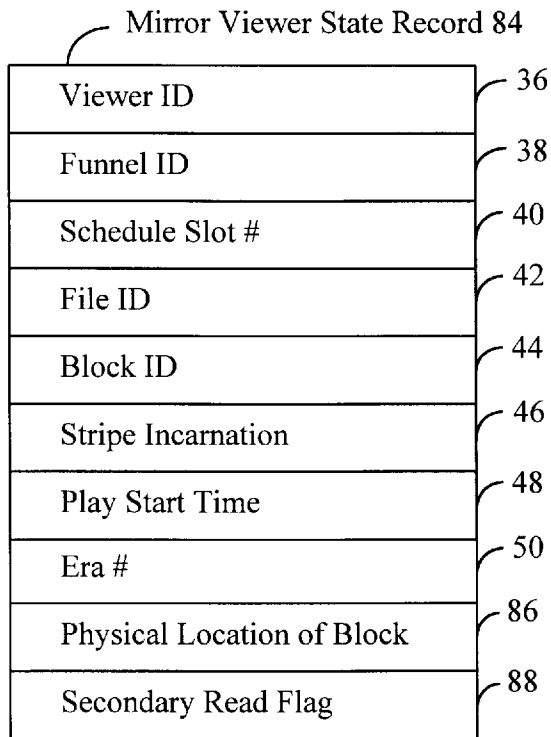 Mirror Viewer State Record 84
Viewer ID 36
Funnel ID 38
Schedule Slot # 40
File ID 42
Block ID 44
Stripe Incarnation 46
Play Start Time 48
Era # 50
Physical Location of Block 86
Secondary Read Flag 88